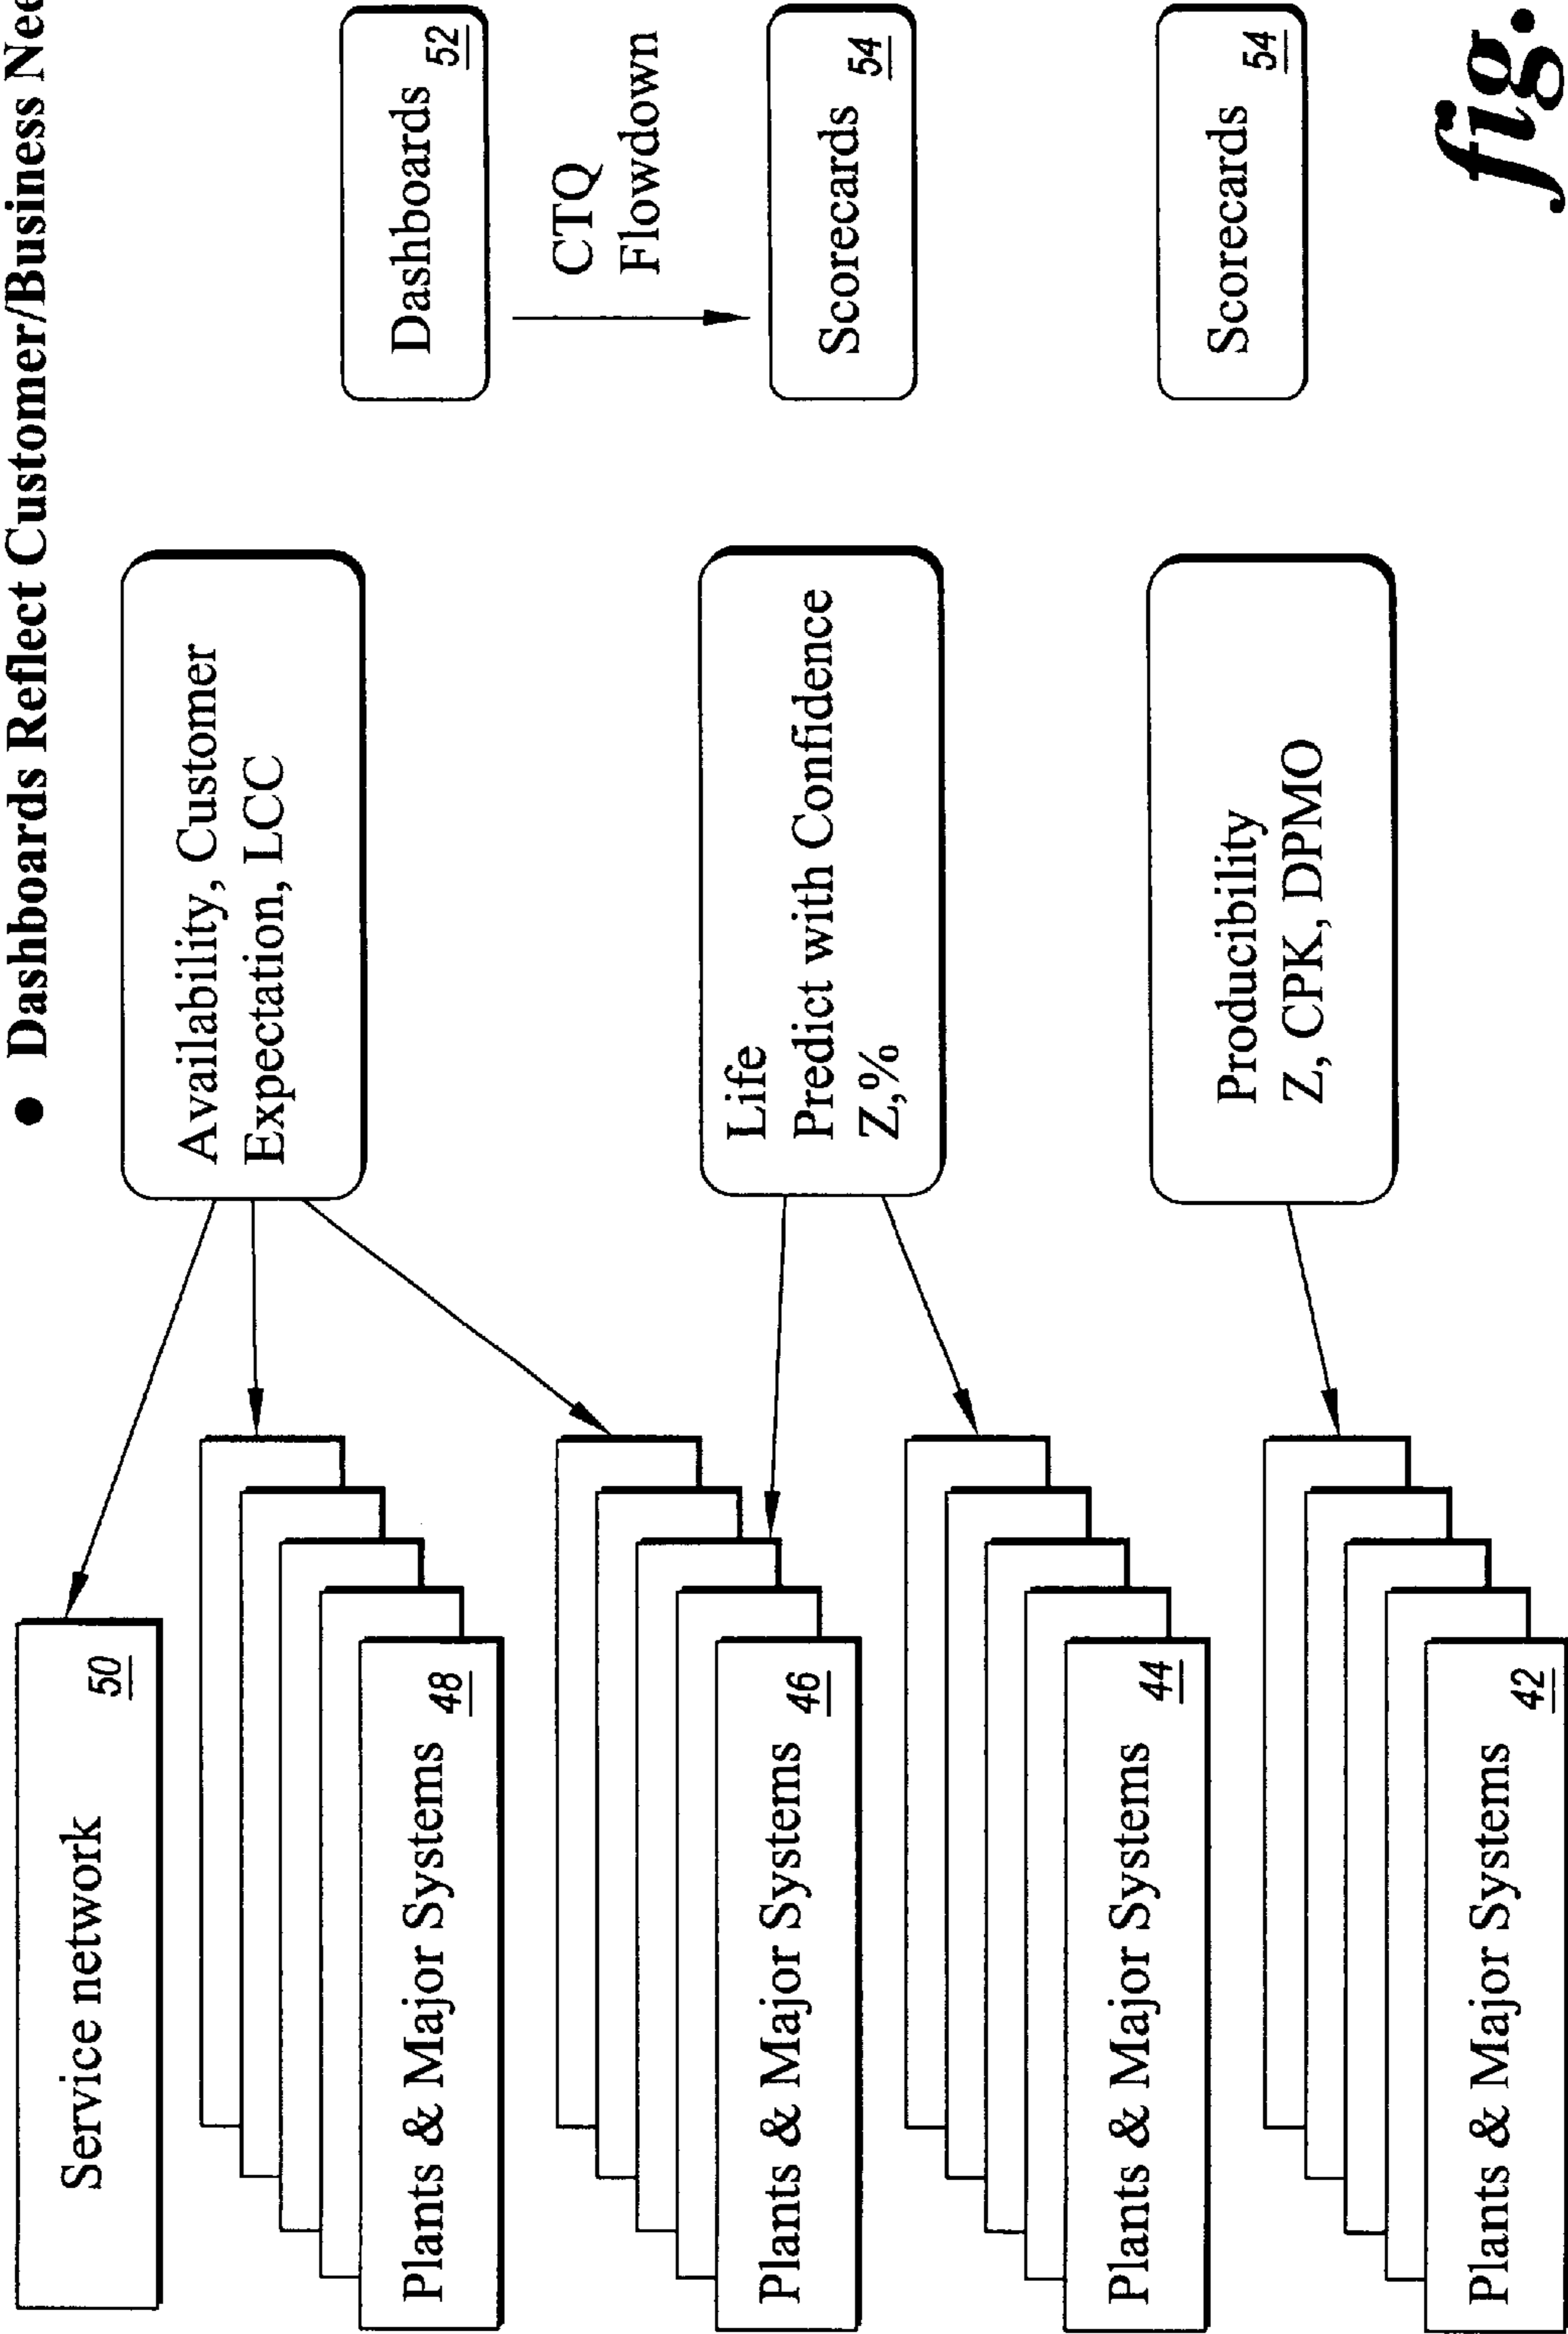 ● Dashboards Reflect Customer/Business Nee
Service network
50
Availability, Customer
Expectation, LCC
Dashboards
52
Plants & Major Systems
48
CTQ
Flowdown
Plants & Major Systems
46
Life
Predict with Confidence
Z,%
Scorecards
54
Plants & Major Systems
44
Producibility
Z, CPK, DPMO
Scorecards
54
Plants & Major Systems
42
fig.